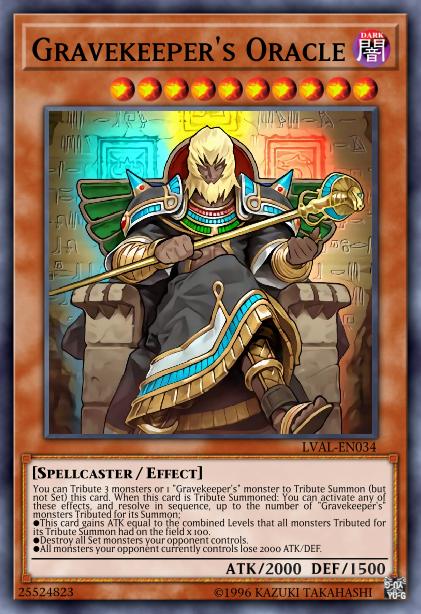 GRAVEKEEPER'S ORACLE
DARK
闇
LVAL-EN034
[SPELLCASTER / EFFECT]
You can Tribute 3 monsters or 1 "Gravekeeper's" monster to Tribute Summon (but
not Set) this card. When this card is Tribute Summoned: You can activate any of
these effects, and resolve in sequence, up to the number of "Gravekeeper's"
monsters Tributed for its Summon;
●This card gains ATK equal to the combined Levels that all monsters Tributed for
its Tribute Summon had on the field x 100.
●Destroy all Set monsters your opponent controls.
●All monsters your opponent currently controls lose 2000 ATK/DEF.
ATK/2000 DEF/1500
25524823
©1996 KAZUKI TAKAHASHI